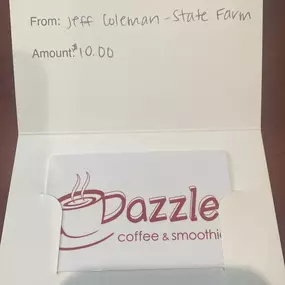 From: Jeff Coleman - State Farm
Amount: $10.00
Dazzle
coffee & smoothi